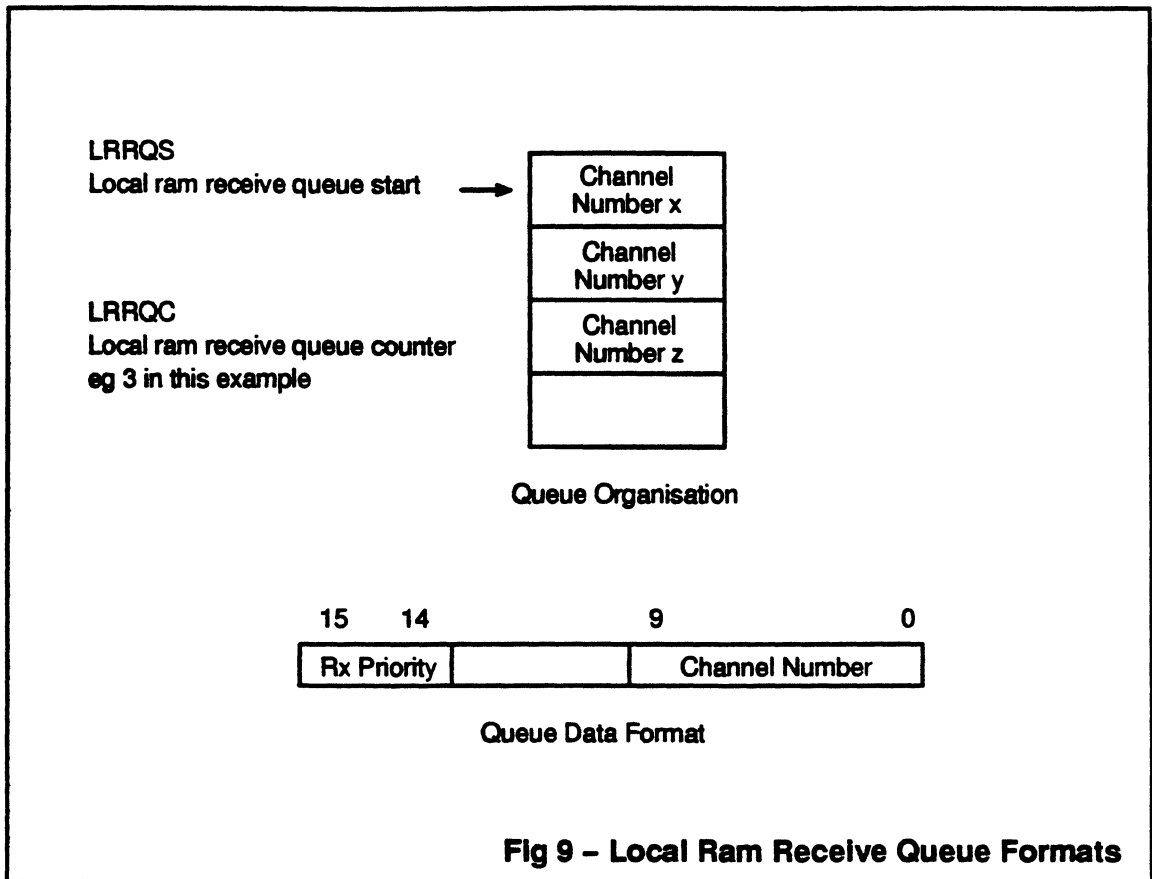 LRRQS
Local ram receive queue start
Channel
Number x
Channel
Number y
LRRQC
Local ram receive queue counter
eg 3 in this example
Channel
Number z
Queue Organisation
15 14 9 0
Rx Priority Channel Number
Queue Data Format
Fig 9 – Local Ram Receive Queue Formats